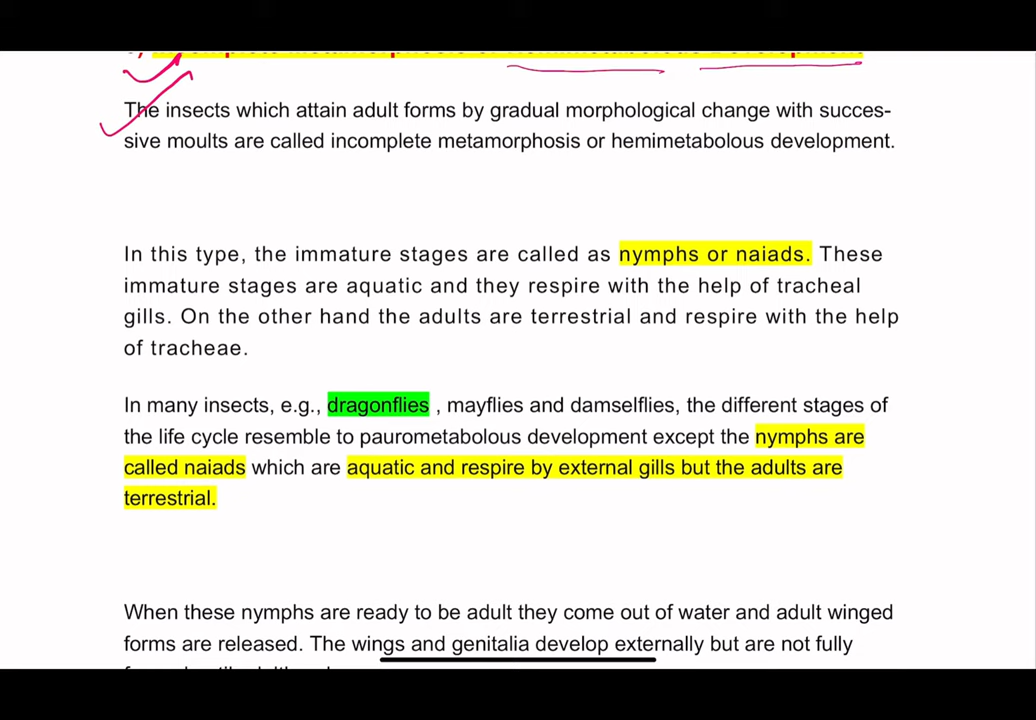 The insects which attain adult forms by gradual morphological change with succes-
sive moults are called incomplete metamorphosis or hemimetabolous development.
In this type, the immature stages are called as nymphs or naiads. These
immature stages are aquatic and they respire with the help of tracheal
gills. On the other hand the adults are terrestrial and respire with the help
of tracheae.
In many insects, e.g., dragonflies , mayflies and damselflies, the different stages of
the life cycle resemble to paurometabolous development except the nymphs are
called naiads which are aquatic and respire by external gills but the adults are
terrestrial.
When these nymphs are ready to be adult they come out of water and adult winged
forms are released. The wings and genitalia develop externally but are not fully